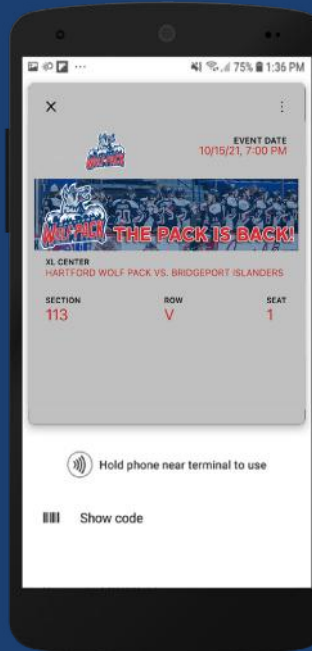 75% 1:36 PM
EVENT DATE
10/15/21, 7:00 PM
WOLF PACK
WOLF PACK THE PACK IS BACK!
XL CENTER
HARTFORD WOLF PACK VS. BRIDGEPORT ISLANDERS
SECTION ROW SEAT
113 V 1
Hold phone near terminal to use
Show code